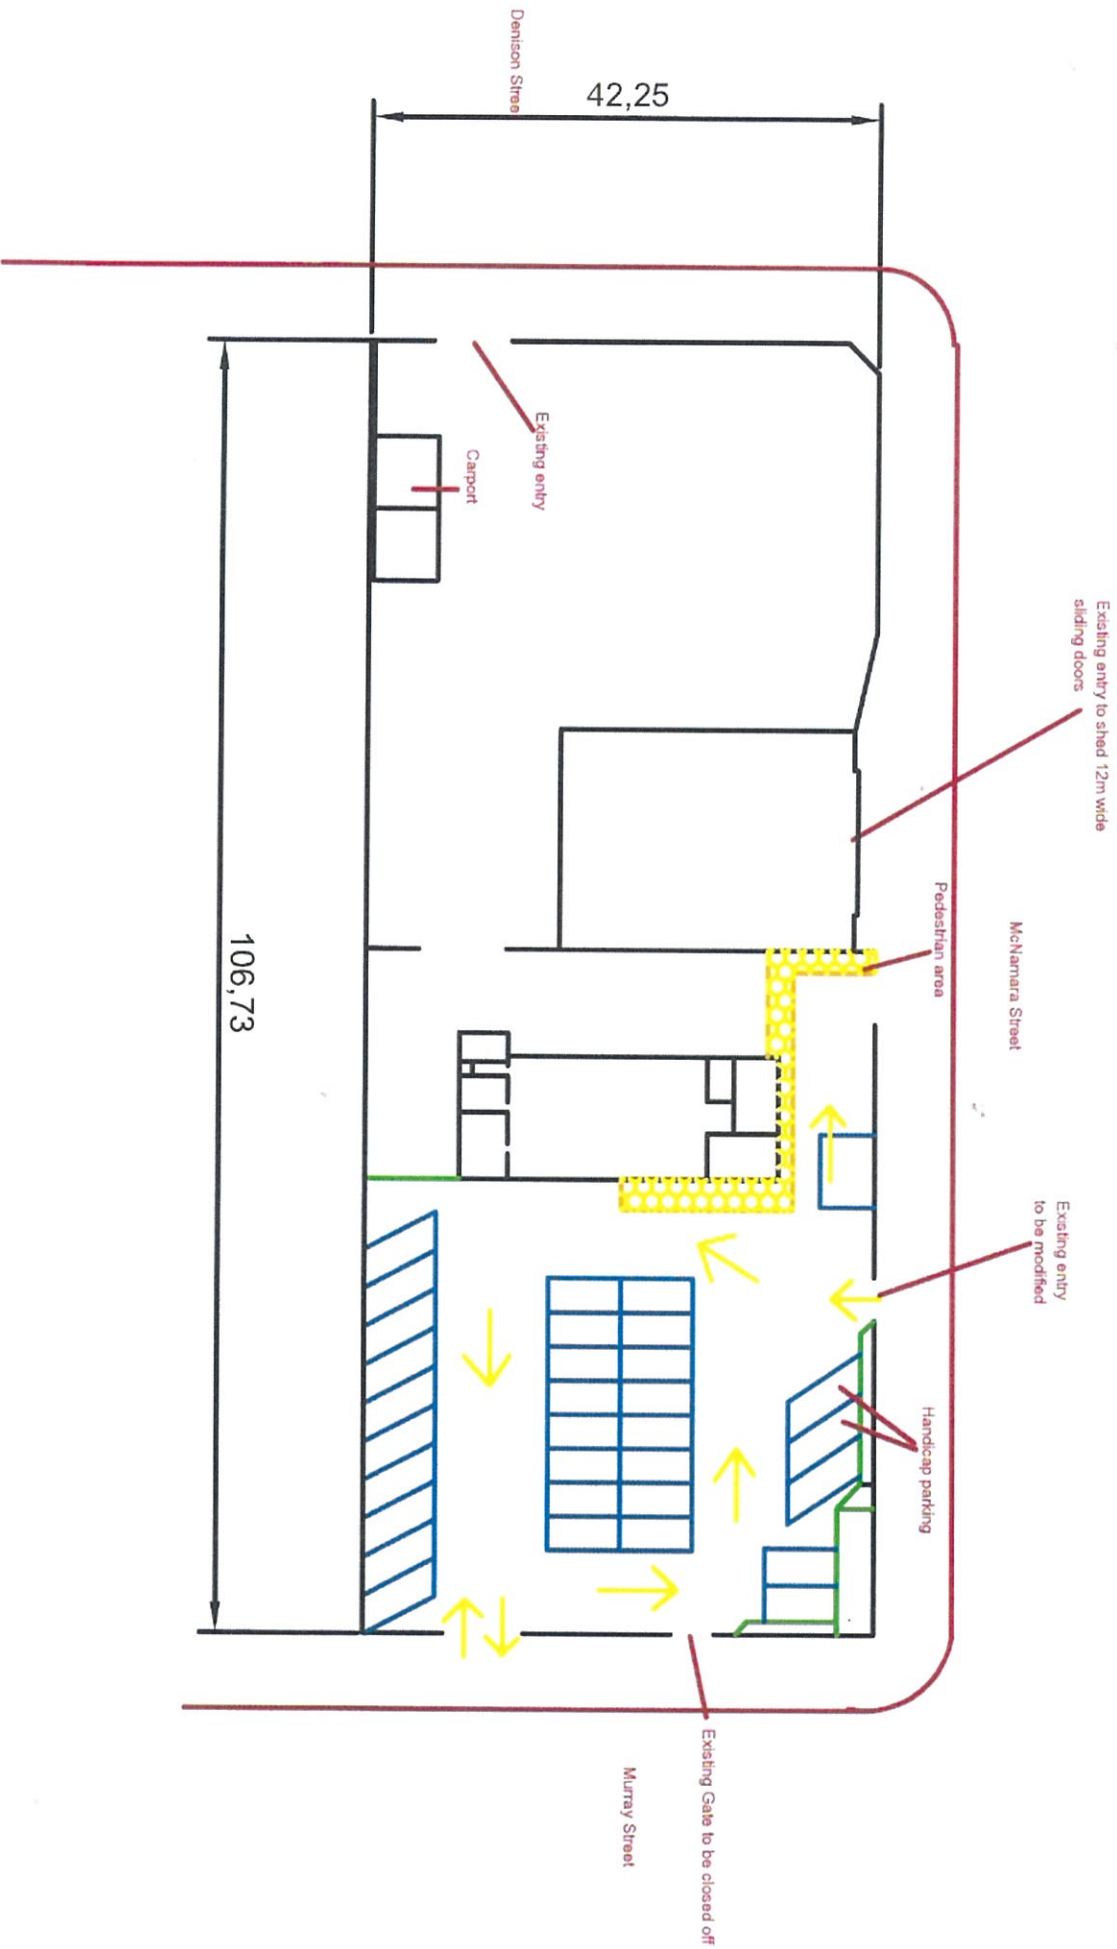 Denison Stree
42,25
Existing entry
Carport
Existing entry to shed 12m wide
sliding doors
Pedestrian area
McNamara Street
106,73
Existing entry
to be modified
Handicap parking
Existing Gate to be closed off
Murray Street